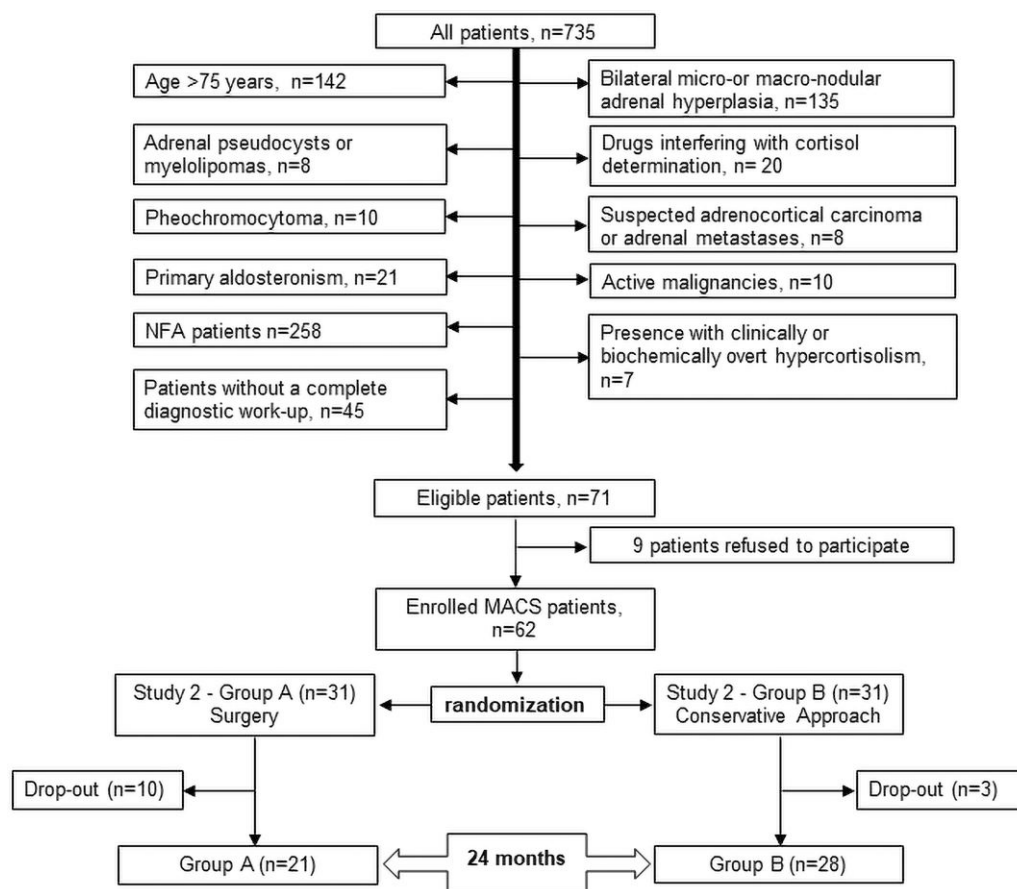 All patients, n=735
Age >75 years, n=142
Bilateral micro-or macro-nodular
adrenal hyperplasia, n=135
Adrenal pseudocysts or
myelolipomas, n=8
Drugs interfering with cortisol
determination, n= 20
Pheochromocytoma, n=10
Suspected adrenocortical carcinoma
or adrenal metastases, n=8
Primary aldosteronism, n=21
Active malignancies, n=10
NFA patients n=258
Presence with clinically or
biochemically overt hypercortisolism,
n=7
Patients without a complete
diagnostic work-up, n=45
Eligible patients, n=71
9 patients refused to participate
Enrolled MACS patients,
n=62
Study 2 - Group A (n=31)
Surgery
randomization
Study 2 - Group B (n=31)
Conservative Approach
Drop-out (n=10)
Drop-out (n=3)
Group A (n=21)
24 months
Group B (n=28)